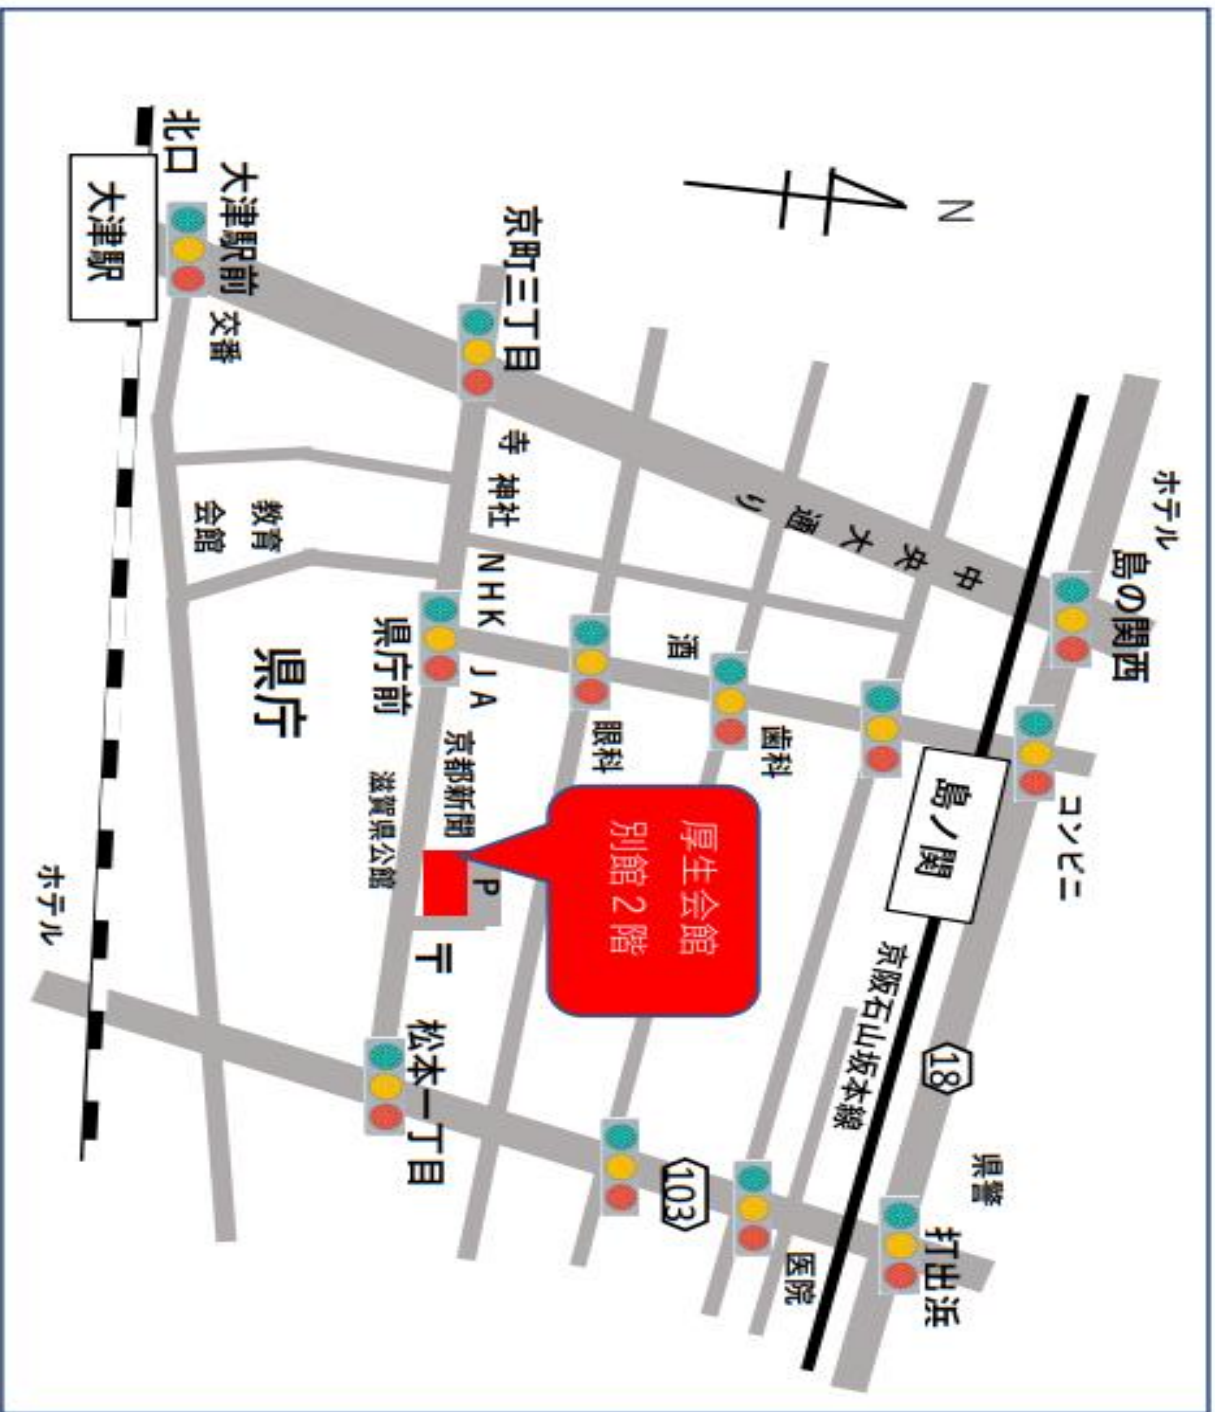 N
ホテル
島の関西
コンビニ
18
県警
打出浜
中央大通り
島ノ関
京阪石山坂本線
医院
103
歯科
酒
眼科
厚生会館
別館2階
京町三丁目
寺
神社
NHK
JA
京都新聞
P
〒
松本一丁目
県庁前
滋賀県公館
県庁
教育
会館
大津駅前
交番
北口
大津駅
ホテル